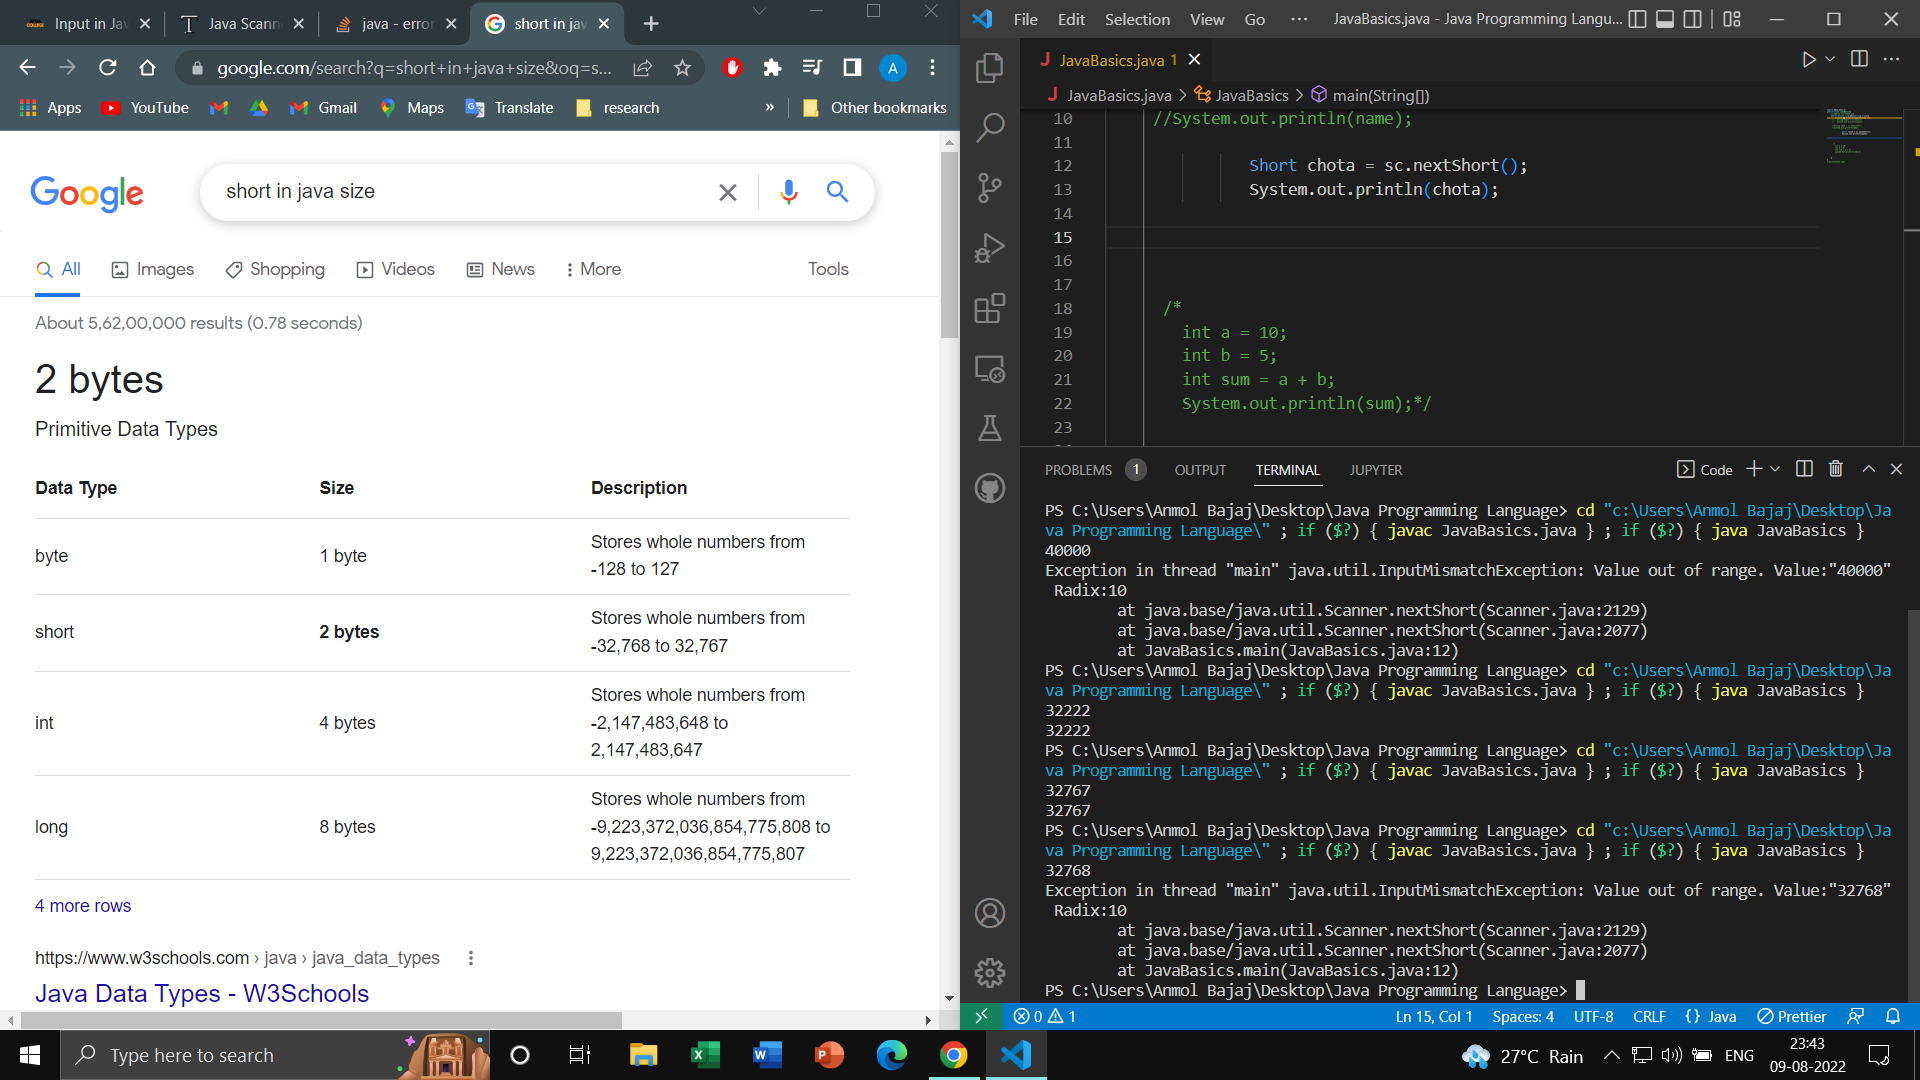 Input in Jav
Java Scann
java - error
short in jav
google.com/search?q=short+in+java+size&oq=s...
A
Apps
YouTube
Gmail
Maps
Translate
research
»
Other bookmarks
Google
short in java size
All
Images
Shopping
Videos
News
More
Tools
About 5,62,00,000 results (0.78 seconds)
2 bytes
Primitive Data Types
Data Type Size Description
byte 1 byte Stores whole numbers from
-128 to 127
short 2 bytes Stores whole numbers from
-32,768 to 32,767
int 4 bytes Stores whole numbers from
-2,147,483,648 to
2,147,483,647
long 8 bytes Stores whole numbers from
-9,223,372,036,854,775,808 to
9,223,372,036,854,775,807
4 more rows
https://www.w3schools.com › java › java_data_types
Java Data Types - W3Schools
File Edit Selection View Go ··· JavaBasics.java - Java Programming Langu...
J JavaBasics.java 1
J JavaBasics.java > JavaBasics > main(String[])
10 //System.out.println(name);
11
12 Short chota = sc.nextShort();
13 System.out.println(chota);
14
15
16
17
18 /*
19 int a = 10;
20 int b = 5;
21 int sum = a + b;
22 System.out.println(sum);*/
23
PROBLEMS 1 OUTPUT TERMINAL JUPYTER Code
PS C:\Users\Anmol Bajaj\Desktop\Java Programming Language> cd "c:\Users\Anmol Bajaj\Desktop\Ja
va Programming Language\" ; if ($?) { javac JavaBasics.java } ; if ($?) { java JavaBasics }
40000
Exception in thread "main" java.util.InputMismatchException: Value out of range. Value:"40000"
Radix:10
at java.base/java.util.Scanner.nextShort(Scanner.java:2129)
at java.base/java.util.Scanner.nextShort(Scanner.java:2077)
at JavaBasics.main(JavaBasics.java:12)
PS C:\Users\Anmol Bajaj\Desktop\Java Programming Language> cd "c:\Users\Anmol Bajaj\Desktop\Ja
va Programming Language\" ; if ($?) { javac JavaBasics.java } ; if ($?) { java JavaBasics }
32222
32222
PS C:\Users\Anmol Bajaj\Desktop\Java Programming Language> cd "c:\Users\Anmol Bajaj\Desktop\Ja
va Programming Language\" ; if ($?) { javac JavaBasics.java } ; if ($?) { java JavaBasics }
32767
32767
PS C:\Users\Anmol Bajaj\Desktop\Java Programming Language> cd "c:\Users\Anmol Bajaj\Desktop\Ja
va Programming Language\" ; if ($?) { javac JavaBasics.java } ; if ($?) { java JavaBasics }
32768
Exception in thread "main" java.util.InputMismatchException: Value out of range. Value:"32768"
Radix:10
at java.base/java.util.Scanner.nextShort(Scanner.java:2129)
at java.base/java.util.Scanner.nextShort(Scanner.java:2077)
at JavaBasics.main(JavaBasics.java:12)
PS C:\Users\Anmol Bajaj\Desktop\Java Programming Language>
0 1 Ln 15, Col 1 Spaces: 4 UTF-8 CRLF {} Java Prettier
Type here to search
27°C Rain
ENG
23:43
09-08-2022